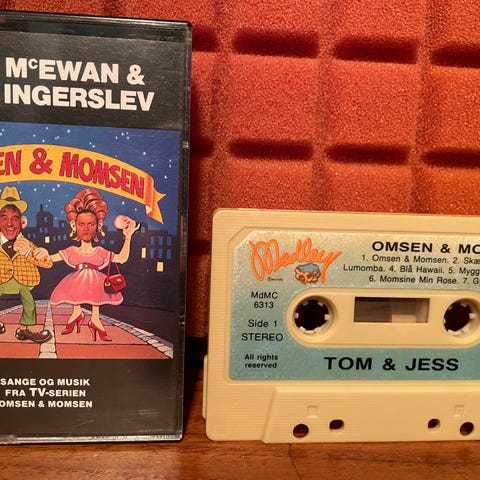 McEWAN &
INGERSLEV
EN & MOMSEN
SANGE OG MUSIK
FRA TV-SERIEN
OMSEN & MOMSEN
Medley
records
OMSEN & MO
1. Omsen & Momsen. 2. Skæ
Lumomba. 4. Blå Hawaii. 5. Mygg
6. Momsine Min Rose. 7. G
MdMC
6313
Side 1
STEREO
All rights
reserved
TOM & JESS